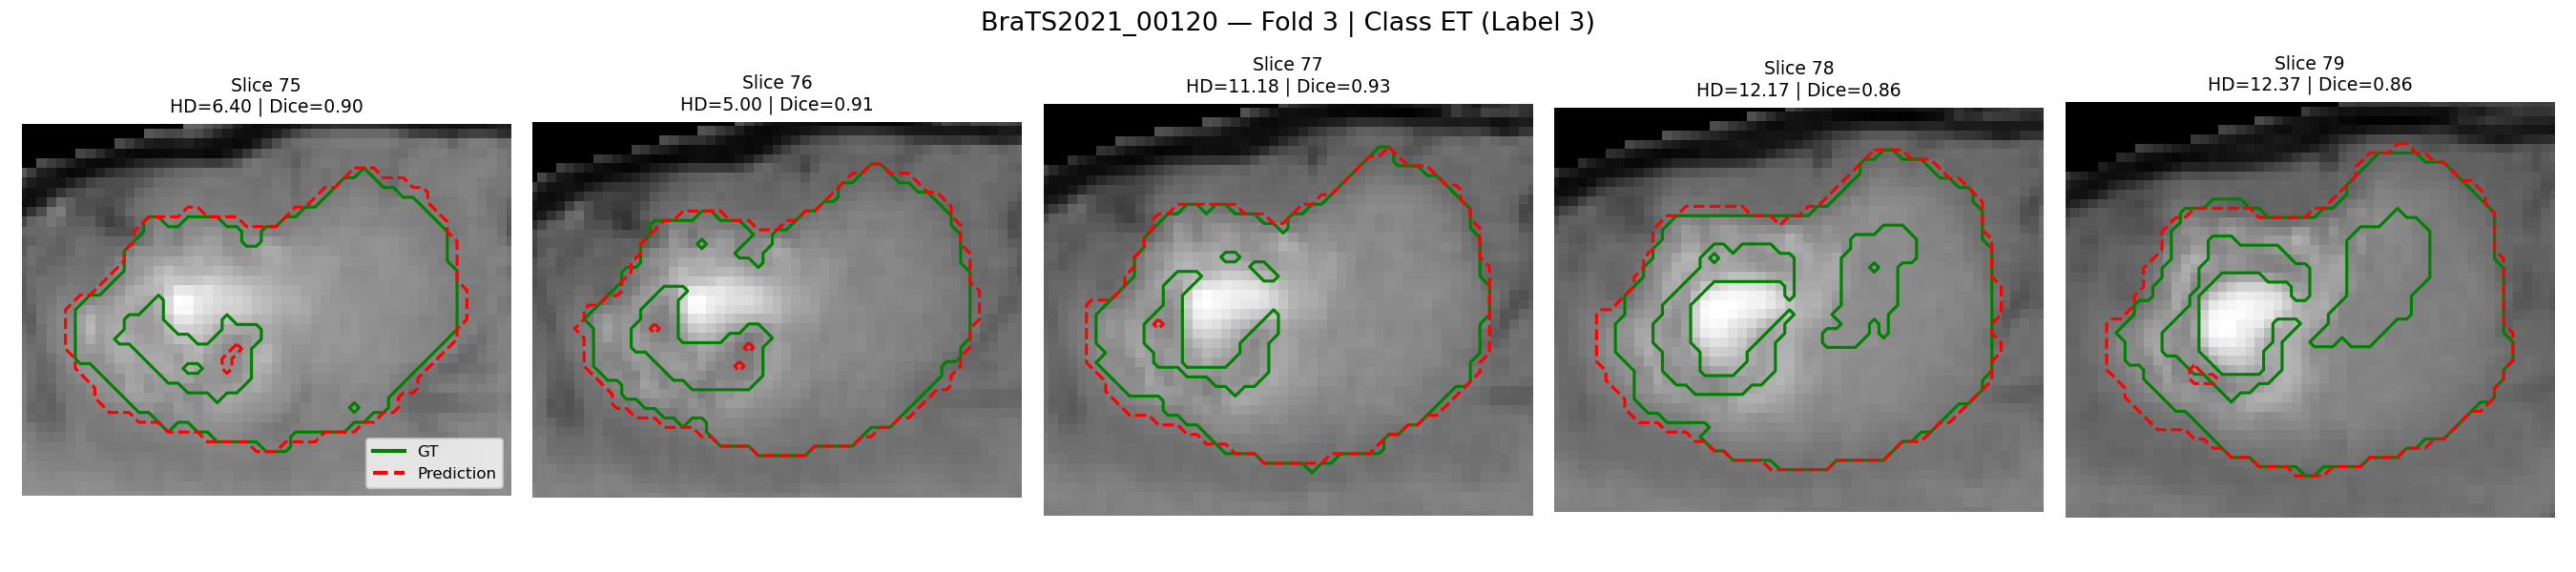 BraTS2021_00120 — Fold 3 | Class ET (Label 3)
Slice 75
HD=6.40 | Dice=0.90
Slice 76
HD=5.00 | Dice=0.91
Slice 77
HD=11.18 | Dice=0.93
Slice 78
HD=12.17 | Dice=0.86
Slice 79
HD=12.37 | Dice=0.86
GT
Prediction